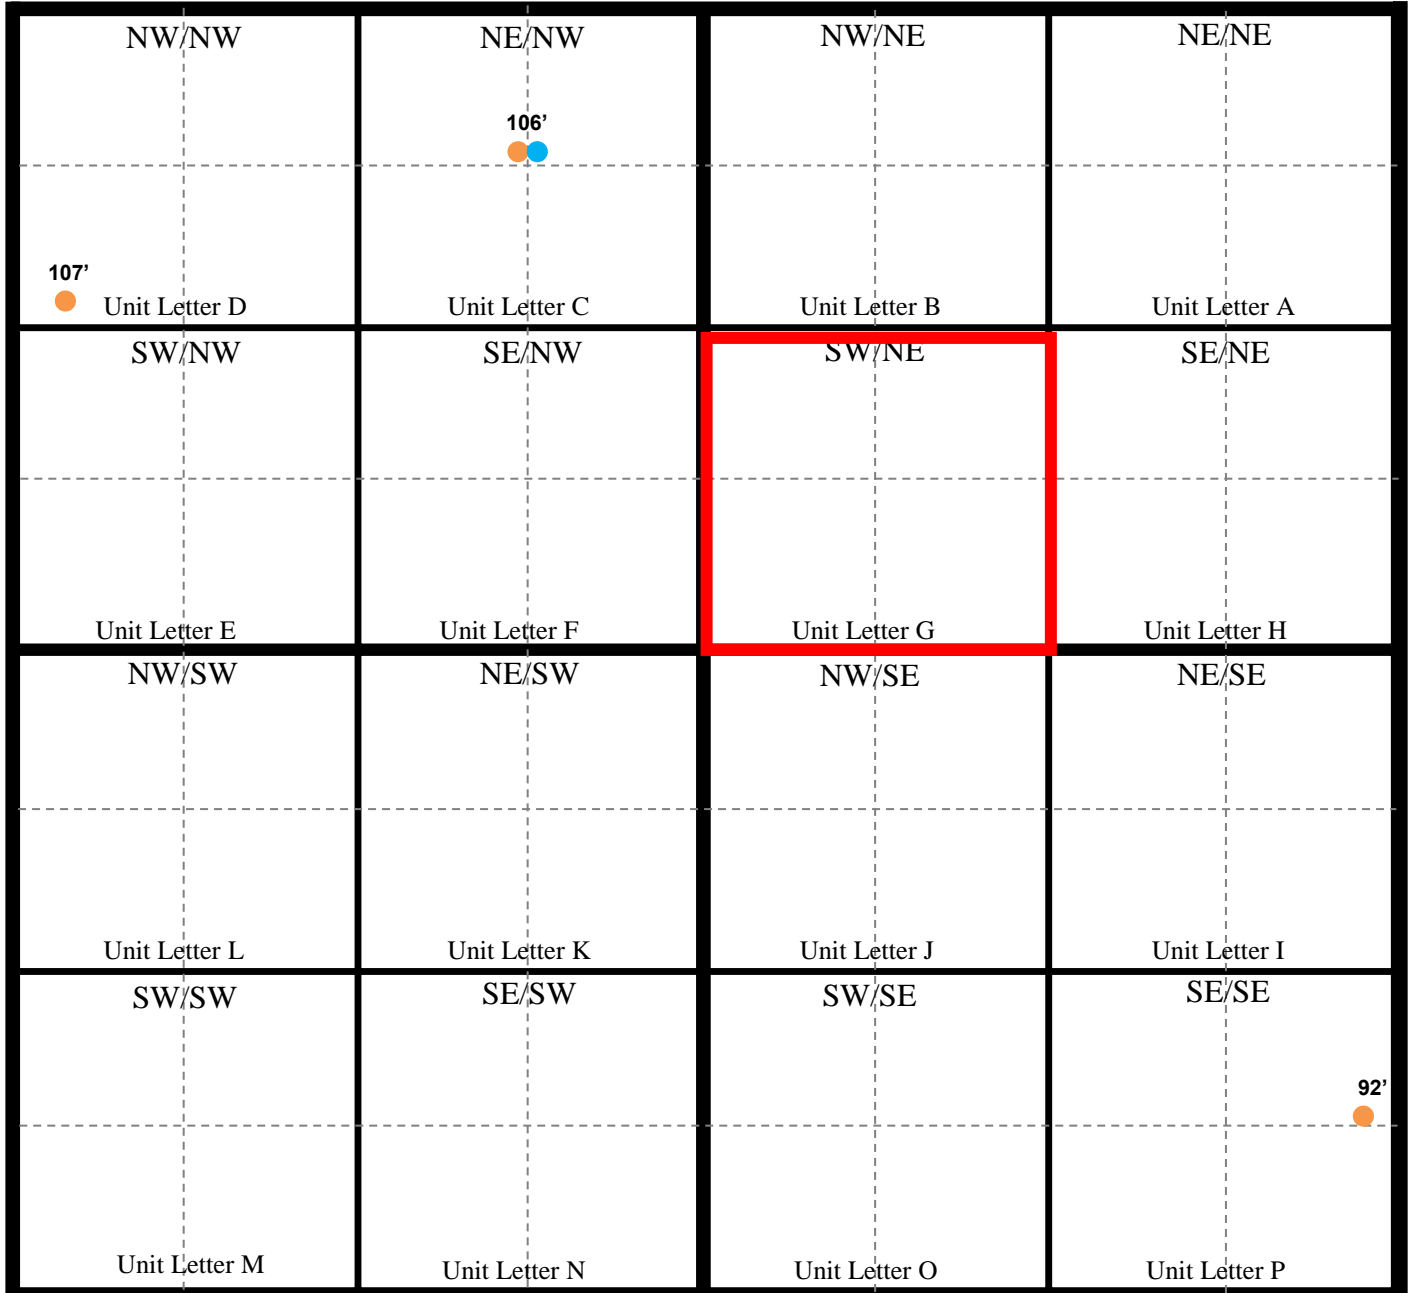 NW/NW NE/NW NW/NE NE/NE
106’
107’
Unit Letter D Unit Letter C Unit Letter B Unit Letter A
SW/NW SE/NW SW/NE SE/NE
Unit Letter E Unit Letter F Unit Letter G Unit Letter H
NW/SW NE/SW NW/SE NE/SE
Unit Letter L Unit Letter K Unit Letter J Unit Letter I
SW/SW SE/SW SW/SE SE/SE
92’
Unit Letter M Unit Letter N Unit Letter O Unit Letter P